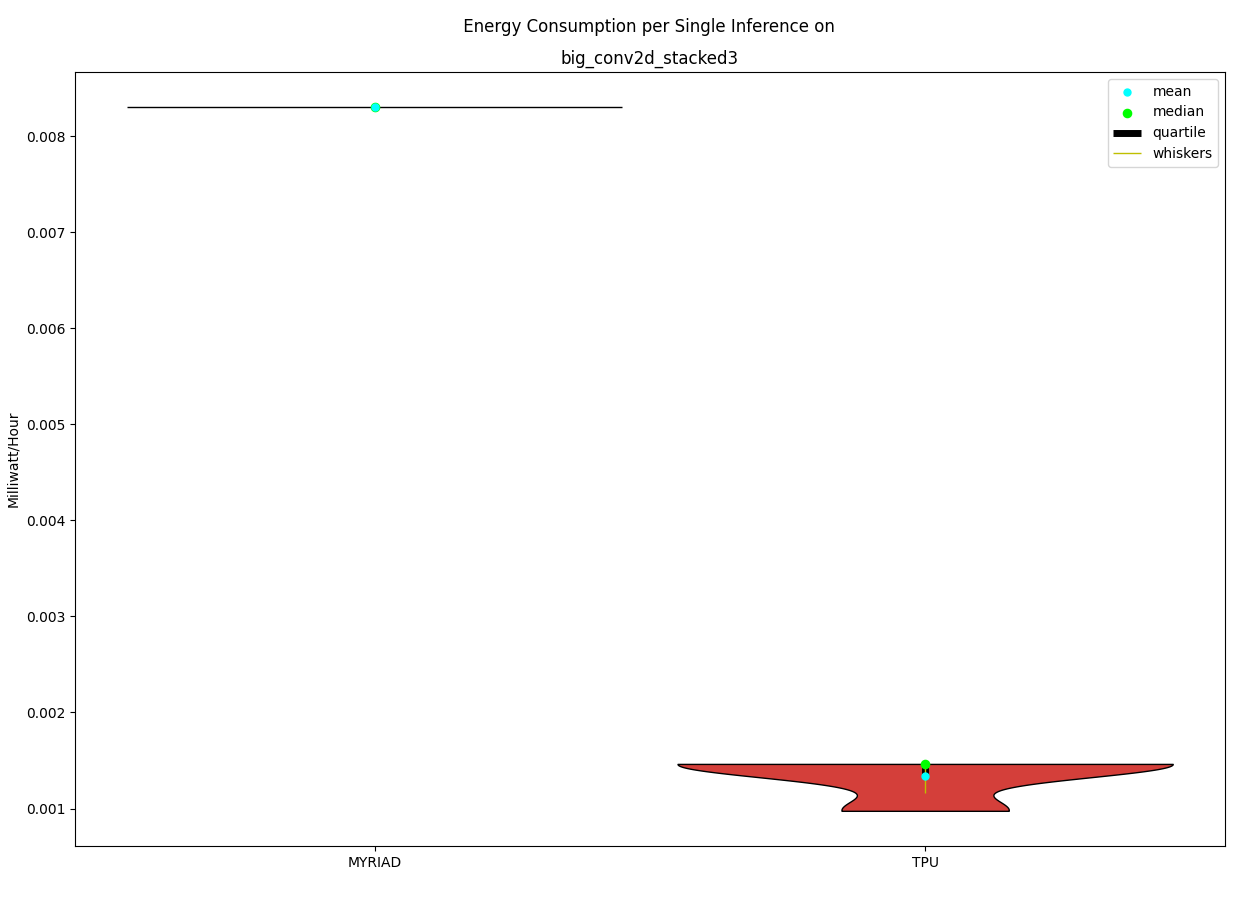 Energy Consumption per Single Inference on
big_conv2d_stacked3
mean
median
quartile
whiskers
0.008
0.007
0.006
0.005
0.004
0.003
0.002
0.001
Milliwatt/Hour
MYRIAD
TPU